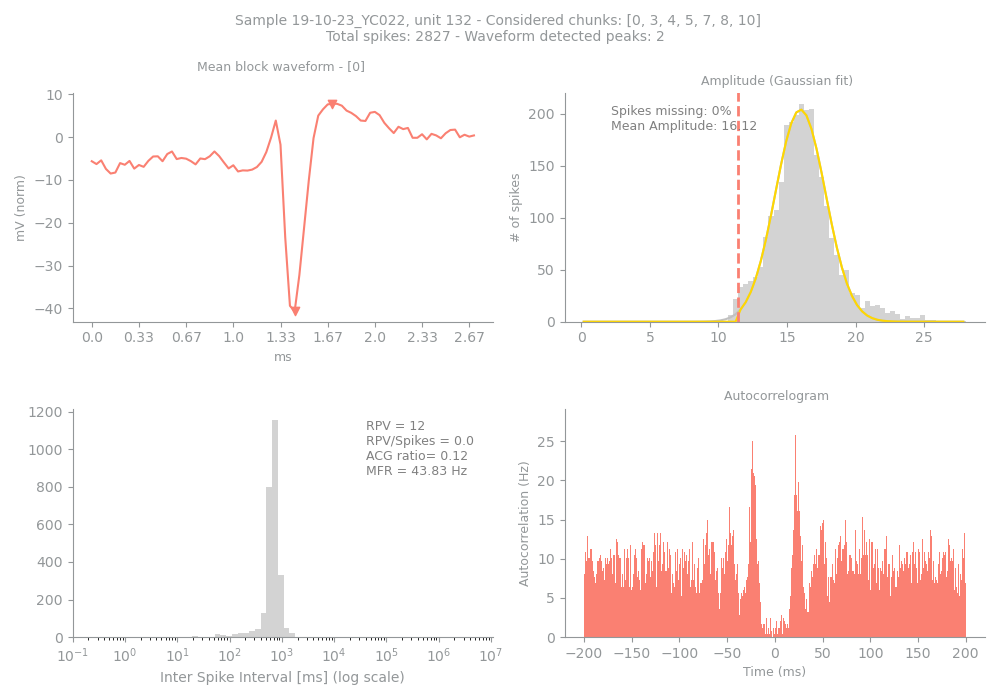 Sample 19-10-23_YC022, unit 132 - Considered chunks: [0, 3, 4, 5, 7, 8, 10]
Total spikes: 2827 - Waveform detected peaks: 2
Mean block waveform - [0]
10
0
−10
−20
−30
−40
mV (norm)
0.0 0.33 0.67 1.0 1.33 1.67 2.0 2.33 2.67
ms
Amplitude (Gaussian fit)
Spikes missing: 0%
Mean Amplitude: 16.12
200
150
100
50
0
# of spikes
0 5 10 15 20 25
RPV = 12
RPV/Spikes = 0.0
ACG ratio= 0.12
MFR = 43.83 Hz
1200
1000
800
600
400
200
0
10⁻¹ 10⁰ 10¹ 10² 10³ 10⁴ 10⁵ 10⁶ 10⁷
Inter Spike Interval [ms] (log scale)
Autocorrelogram
25
20
15
10
5
0
Autocorrelation (Hz)
−200 −150 −100 −50 0 50 100 150 200
Time (ms)